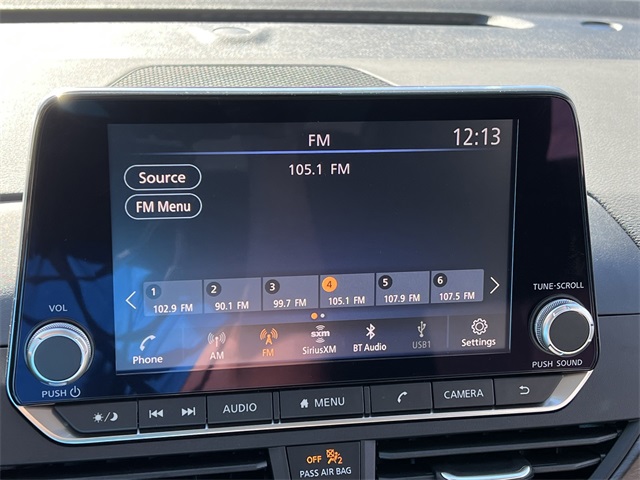 FM
12:13
105.1 FM
Source
FM Menu
1 2 3 4 5 6
102.9 FM 90.1 FM 99.7 FM 105.1 FM 107.9 FM 107.5 FM
Phone AM FM SXM SiriusXM BT Audio USB1 Settings
VOL
PUSH
TUNE·SCROLL
PUSH SOUND
AUDIO MENU CAMERA
OFF 2
PASS AIR BAG